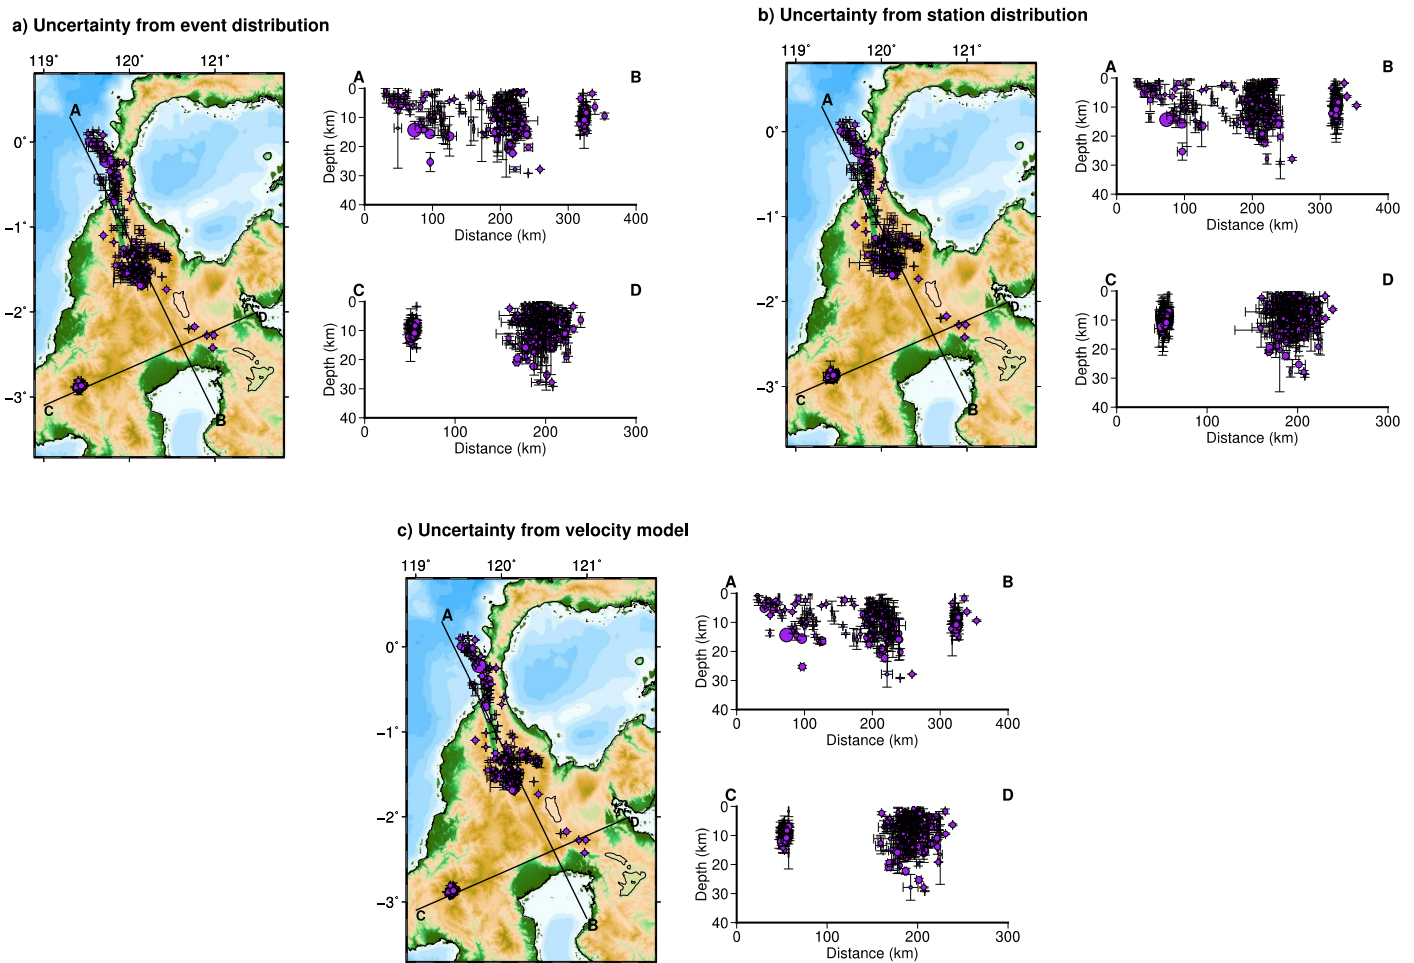 a) Uncertainty from event distribution
119° 120° 121°
0°
−1°
−2°
−3°
A
B
C
D
A B
0
10
20
30
40
Depth (km)
0 100 200 300 400
Distance (km)
C D
0
10
20
30
40
Depth (km)
0 100 200 300
Distance (km)
b) Uncertainty from station distribution
119° 120° 121°
0°
−1°
−2°
−3°
A
B
C
D
A B
0
10
20
30
40
Depth (km)
0 100 200 300 400
Distance (km)
C D
0
10
20
30
40
Depth (km)
0 100 200 300
Distance (km)
c) Uncertainty from velocity model
119° 120° 121°
0°
−1°
−2°
−3°
A
B
C
D
A B
0
10
20
30
40
Depth (km)
0 100 200 300 400
Distance (km)
C D
0
10
20
30
40
Depth (km)
0 100 200 300
Distance (km)